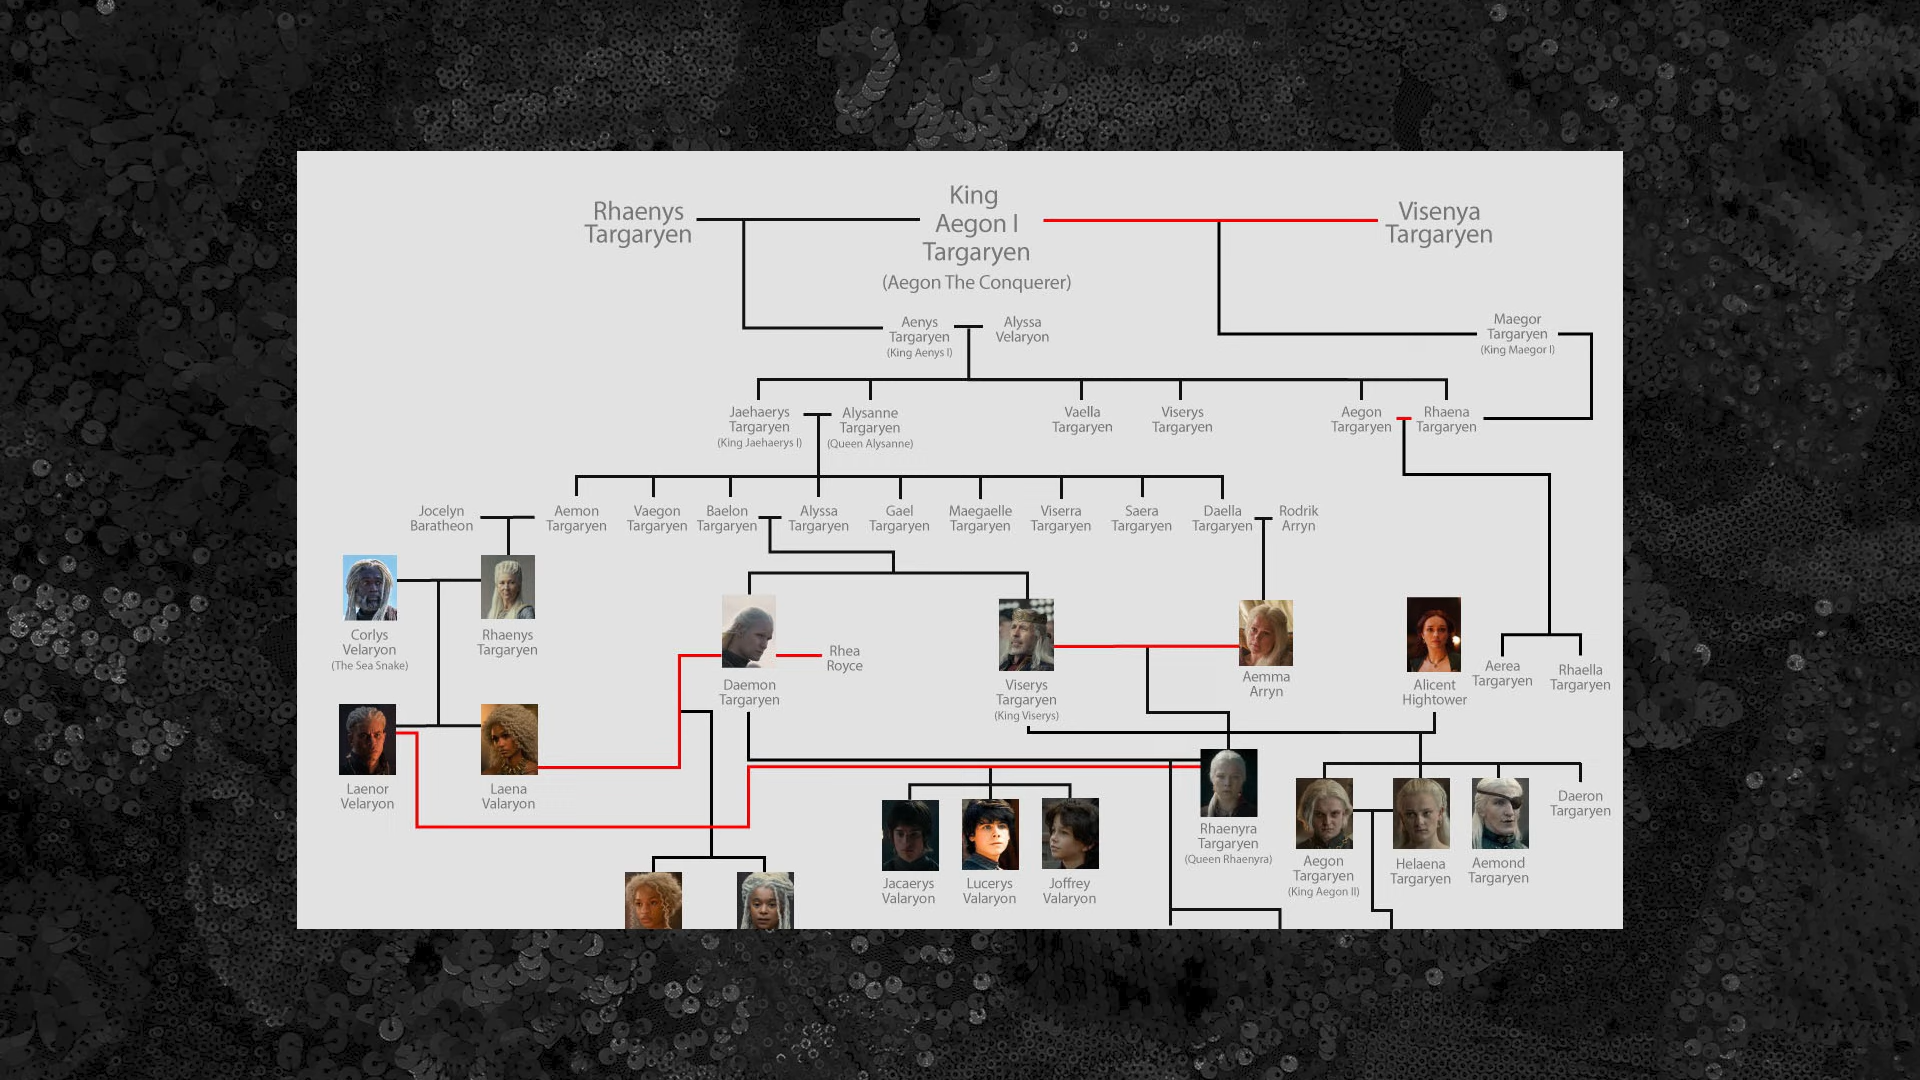 King
Rhaenys
Aegon I
Visenya
Targaryen
Targaryen
Targaryen
(Aegon The Conquerer)
Aenys
Targaryen
(King Aenys I)
Alyssa
Velaryon
Maegor
Targaryen
(King Maegor I)
Jaehaerys
Targaryen
(King Jaehaerys I)
Alysanne
Targaryen
(Queen Alysanne)
Vaella
Targaryen
Viserys
Targaryen
Aegon
Targaryen
Rhaena
Targaryen
Jocelyn
Baratheon
Aemon
Targaryen
Vaegon
Targaryen
Baelon
Targaryen
Alyssa
Targaryen
Gael
Targaryen
Maegaelle
Targaryen
Viserra
Targaryen
Saera
Targaryen
Daella
Targaryen
Rodrik
Arryn
Corlys
Velaryon
(The Sea Snake)
Rhaenys
Targaryen
Daemon
Targaryen
Rhea
Royce
Viserys
Targaryen
(King Viserys)
Aemma
Arryn
Alicent
Hightower
Aerea
Targaryen
Rhaella
Targaryen
Laenor
Velaryon
Laena
Valaryon
Jacaerys
Valaryon
Lucerys
Valaryon
Joffrey
Valaryon
Rhaenyra
Targaryen
(Queen Rhaenyra)
Aegon
Targaryen
(King Aegon II)
Helaena
Targaryen
Aemond
Targaryen
Daeron
Targaryen